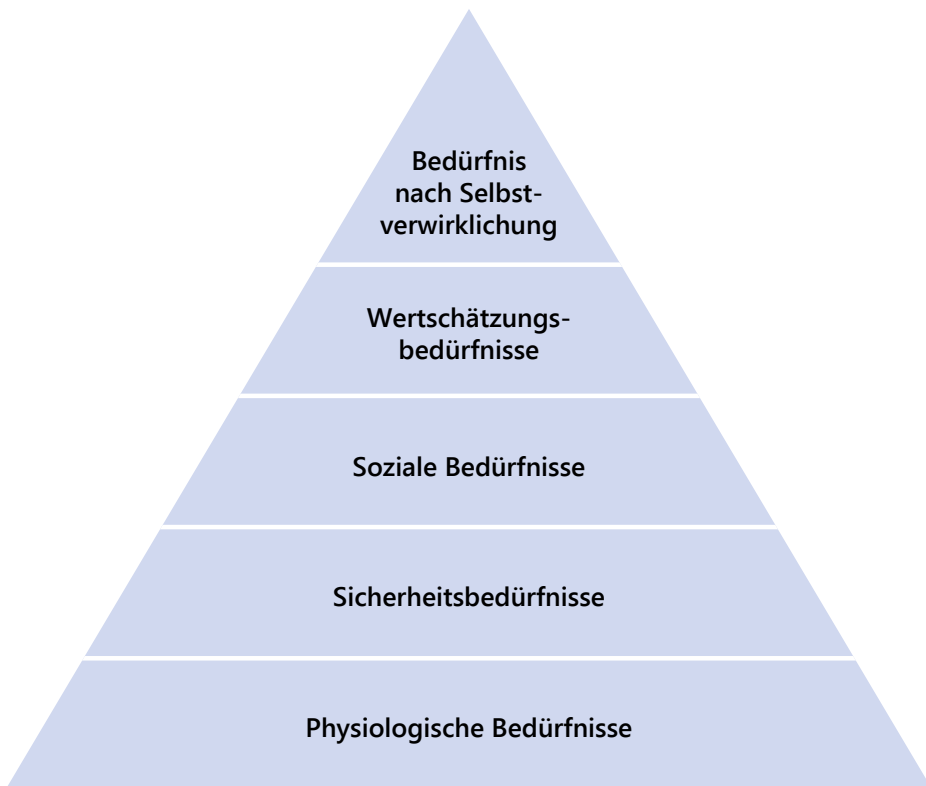 Bedürfnis
nach Selbst-
verwirklichung
Wertschätzungs-
bedürfnisse
Soziale Bedürfnisse
Sicherheitsbedürfnisse
Physiologische Bedürfnisse